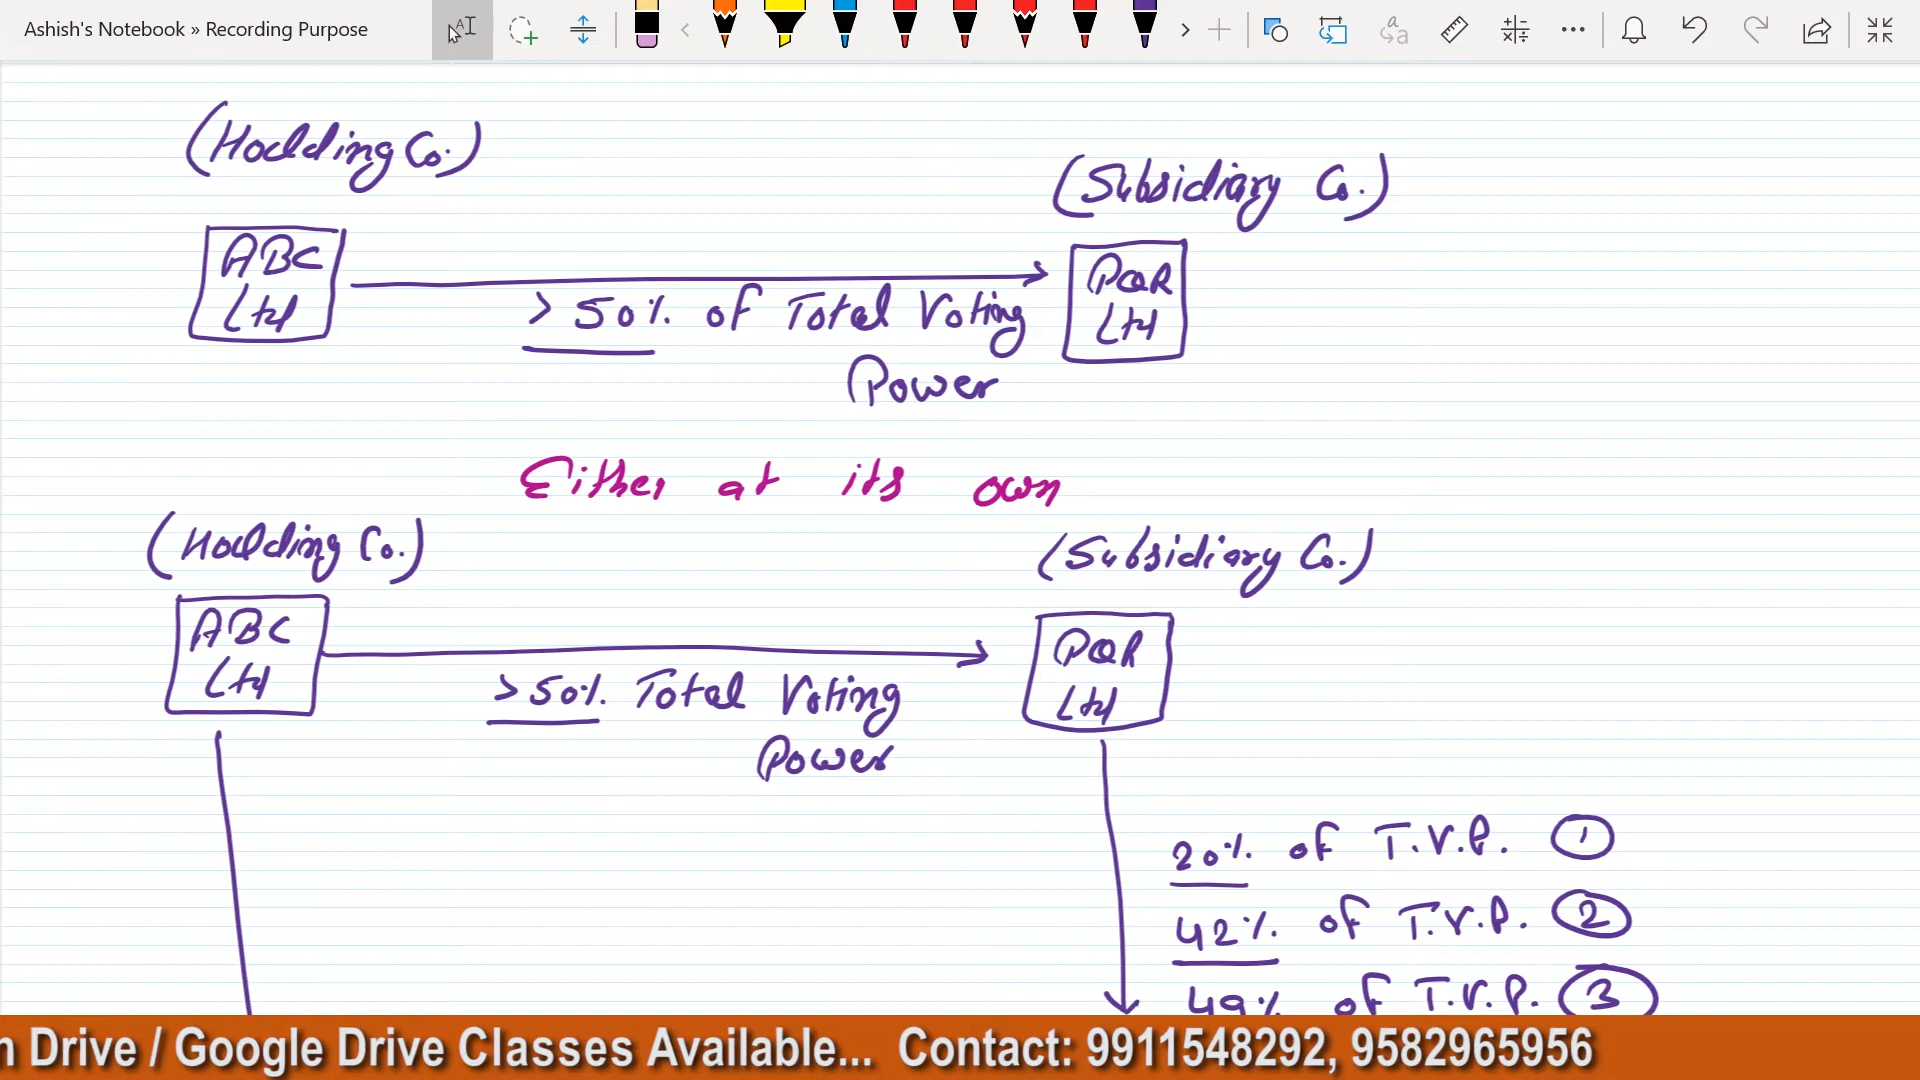 Ashish's Notebook » Recording Purpose
(Hodding Co.)
(Subsidiary Co.)
ABC
Ltd
PQR
Ltd
> 50% of Total Voting
Power
Either at its own
(Holding Co.)
(Subsidiary Co.)
ABC
Ltd
PQR
Ltd
> 50% Total Voting
Power
20% of T.V.P. 1
42% of T.V.P. 2
49% of T.V.P. 3
Drive / Google Drive Classes Available... Contact: 9911548292, 9582965956